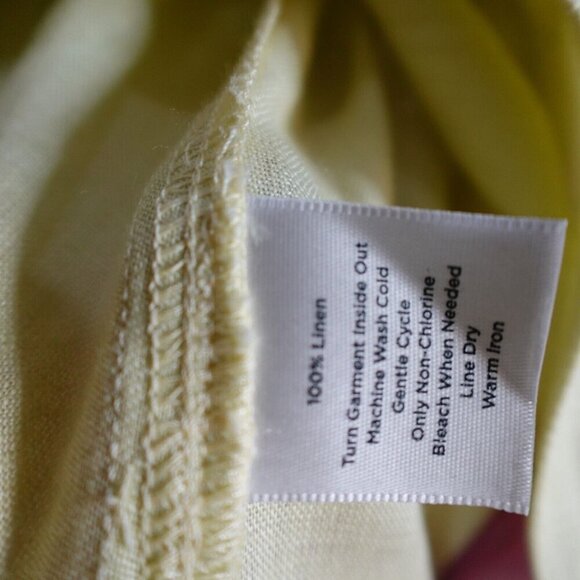 100% Linen
Turn Garment Inside Out
Machine Wash Cold
Gentle Cycle
Only Non-Chlorine
Bleach When Needed
Line Dry
Warm Iron